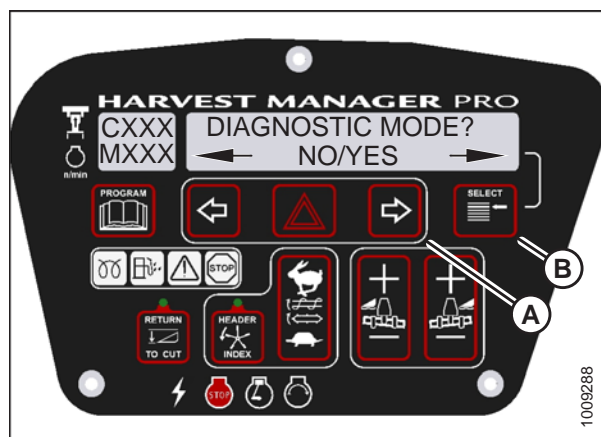 HARVEST MANAGER PRO
CXXX
MXXX
n/min
DIAGNOSTIC MODE?
NO/YES
PROGRAM
SELECT
B
A
STOP
RETURN
TO CUT
HEADER
INDEX
STOP
1009288